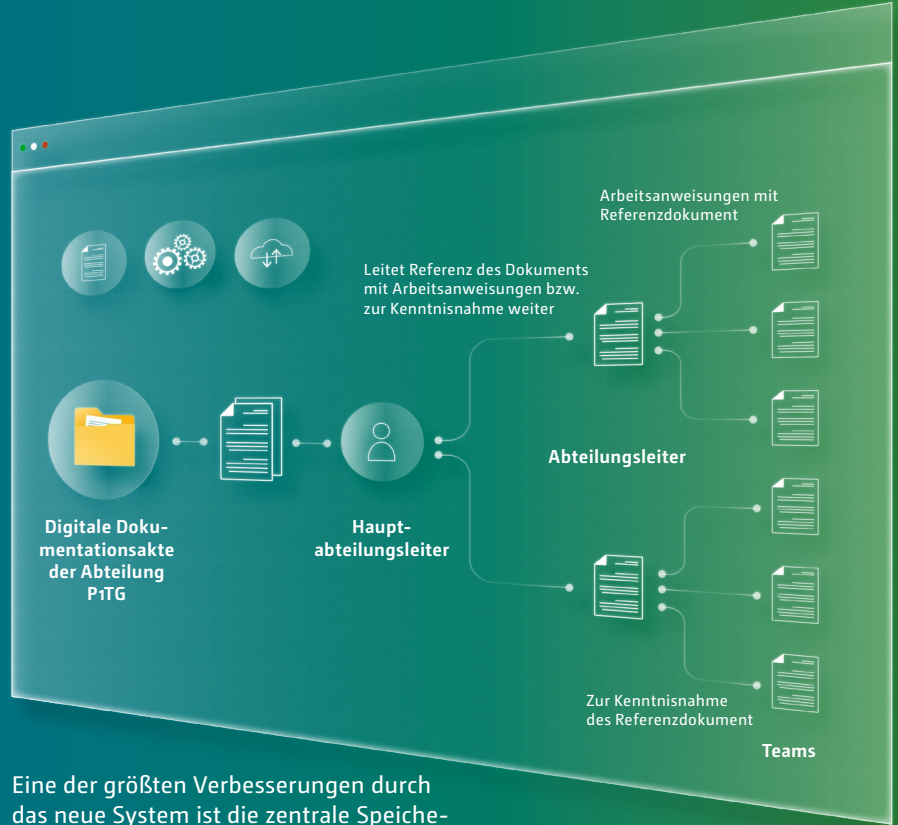 Arbeitsanweisungen mit
Referenzdokument
Leitet Referenz des Dokuments
mit Arbeitsanweisungen bzw.
zur Kenntnisnahme weiter
Abteilungsleiter
Digitale Doku-
mentationsakte
der Abteilung
P1TG
Haupt-
abteilungsleiter
Zur Kenntnisnahme
des Referenzdokument
Teams
Eine der größten Verbesserungen durch
das neue System ist die zentrale Speiche-